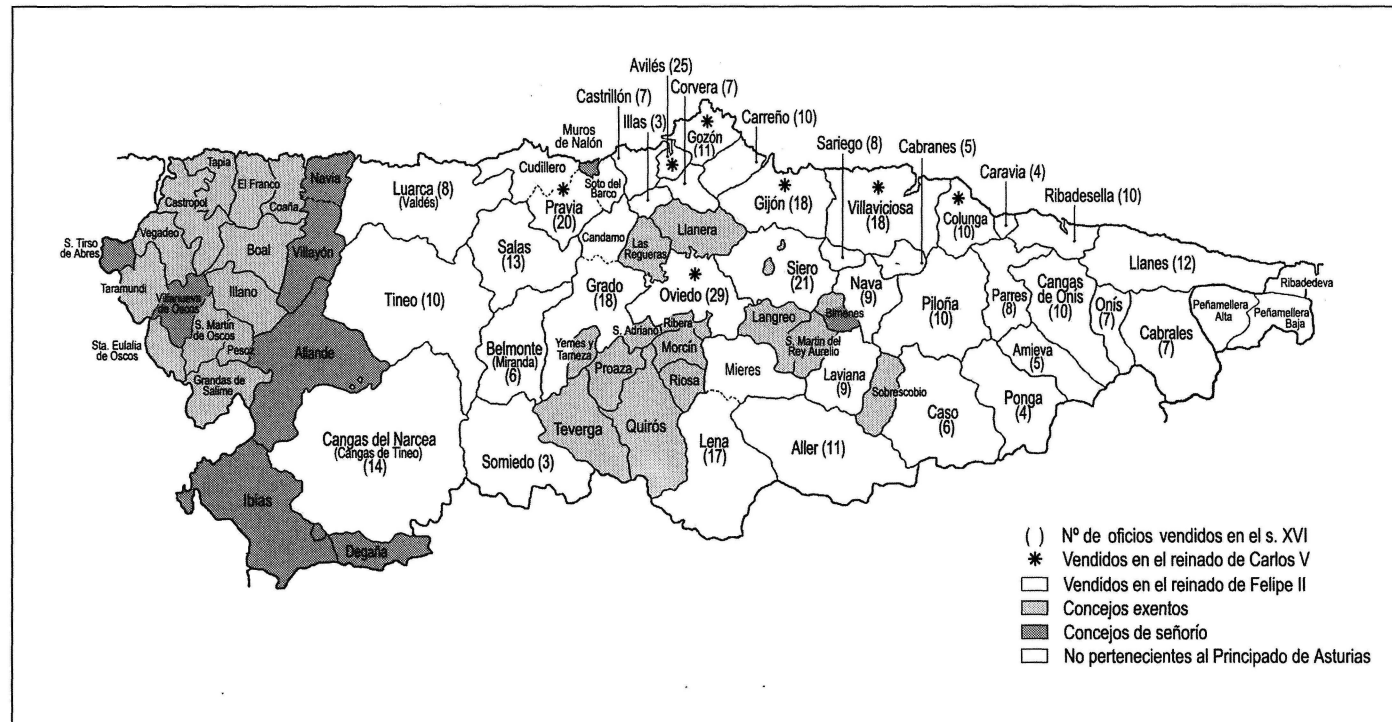 Avilés (25)
Castrillón (7)
Corvera (7)
Illas (3)
Carreño (10)
Muros
de Nalón
Gozón
(11)
Sariego (8)
Cabranes (5)
Caravia (4)
Ribadesella (10)
Tapia
El Franco
Navia
Castropol
Coaña
Luarca (8)
(Valdés)
Cudillero
Soto del
Barco
Pravia
(20)
Gijón (18)
Villaviciosa
(18)
Colunga
(10)
Vegadeo
Boal
Villayón
S. Tirso
de Abres
Salas
(13)
Candamo
Las
Regueras
Llanera
Siero
(21)
Nava
(9)
Piloña
(10)
Parres
(8)
Cangas
de Onís
(10)
Onís
(7)
Llanes (12)
Ribadedeva
Peñamellera
Alta
Peñamellera
Baja
Cabrales
(7)
Taramundi
Villanueva
de Oscos
Illano
Tineo (10)
Grado
(18)
Oviedo (29)
Langreo
Bimenes
S. Martín
de Oscos
Pesoz
Sta. Eulalia
de Oscos
Allande
Belmonte
(Miranda)
(6)
Yernes y
Tameza
S. Adriano
Ribera
Proaza
Morcín
Riosa
Mieres
S. Martín del
Rey Aurelio
Laviana
(9)
Sobrescobio
Amieva
(5)
Grandas de
Salime
Cangas del Narcea
(Cangas de Tineo)
(14)
Somiedo (3)
Teverga
Quirós
Lena
(17)
Aller (11)
Caso
(6)
Ponga
(4)
Ibias
Degaña
( ) Nº de oficios vendidos en el s. XVI
✱ Vendidos en el reinado de Carlos V
Vendidos en el reinado de Felipe II
Concejos exentos
Concejos de señorío
No pertenecientes al Principado de Asturias